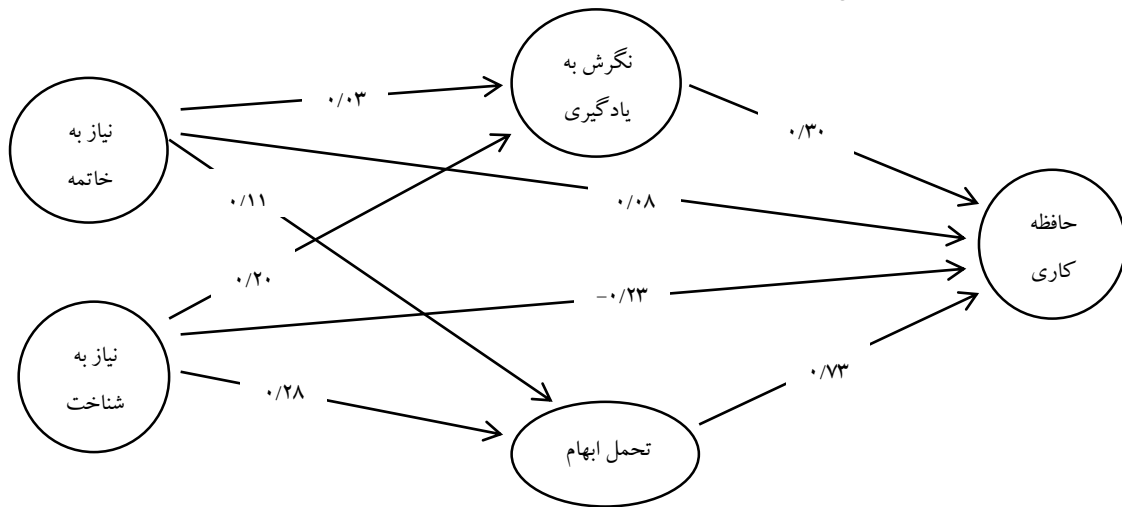 نگرش به
یادگیری
۰/۰۳
نیاز به
خاتمه
۰/۳۰
۰/۱۱
۰/۰۸
حافظه
کاری
۰/۲۰
-۰/۲۳
نیاز به
شناخت
۰/۲۸
۰/۷۳
تحمل ابهام